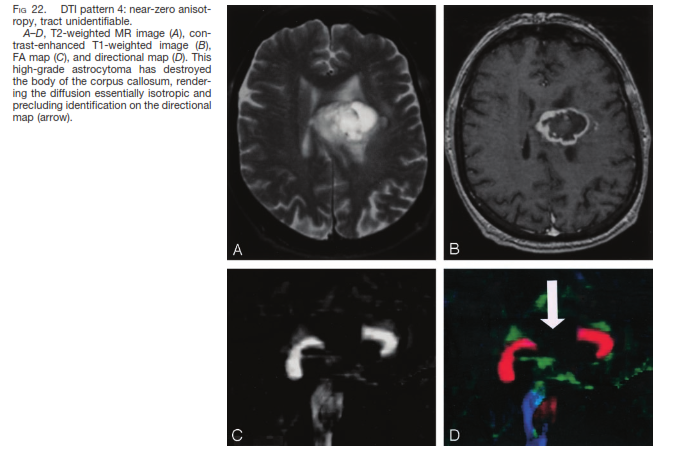 FIG 22. DTI pattern 4: near-zero anisot-
ropy, tract unidentifiable.
A–D, T2-weighted MR image (A), con-
trast-enhanced T1-weighted image (B),
FA map (C), and directional map (D). This
high-grade astrocytoma has destroyed
the body of the corpus callosum, render-
ing the diffusion essentially isotropic and
precluding identification on the directional
map (arrow).
A
B
C
D